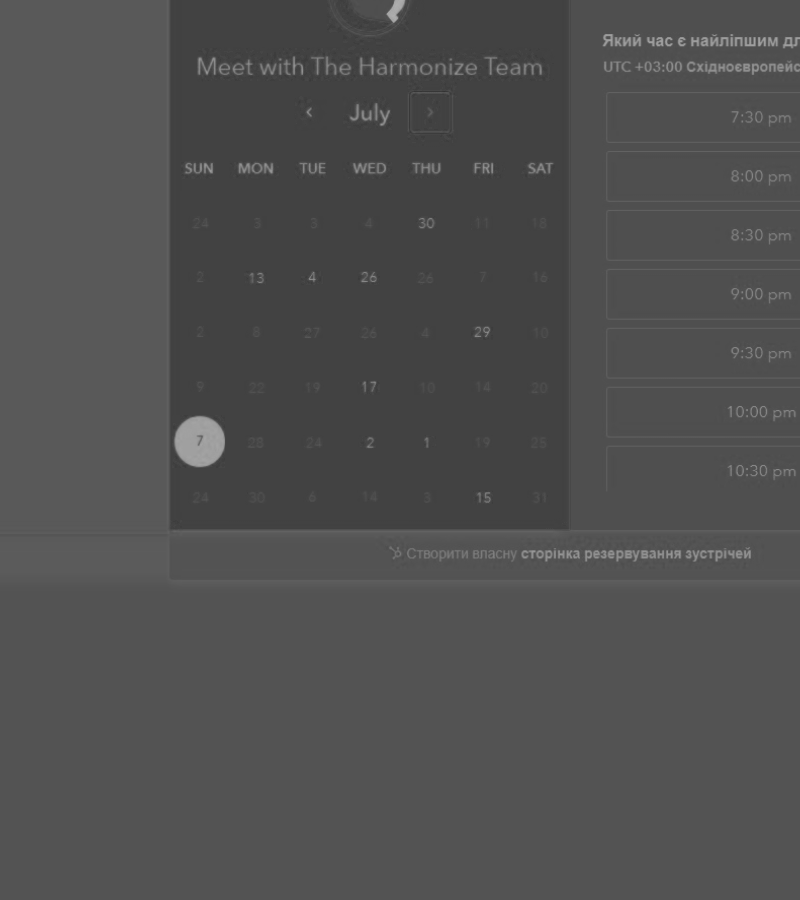 Meet with The Harmonize Team
July
SUN MON TUE WED THU FRI SAT
24 3 3 4 30 11 18
2 13 4 26 26 7 16
2 8 27 26 4 29 10
9 22 19 17 10 14 20
7 28 24 2 1 19 25
24 30 6 14 3 15 31
Який час є найліпшим
UTC +03:00
7:30 pm
8:00 pm
8:30 pm
9:00 pm
9:30 pm
10:00 pm
10:30 pm
Створити власну сторінка резервування зустрічей